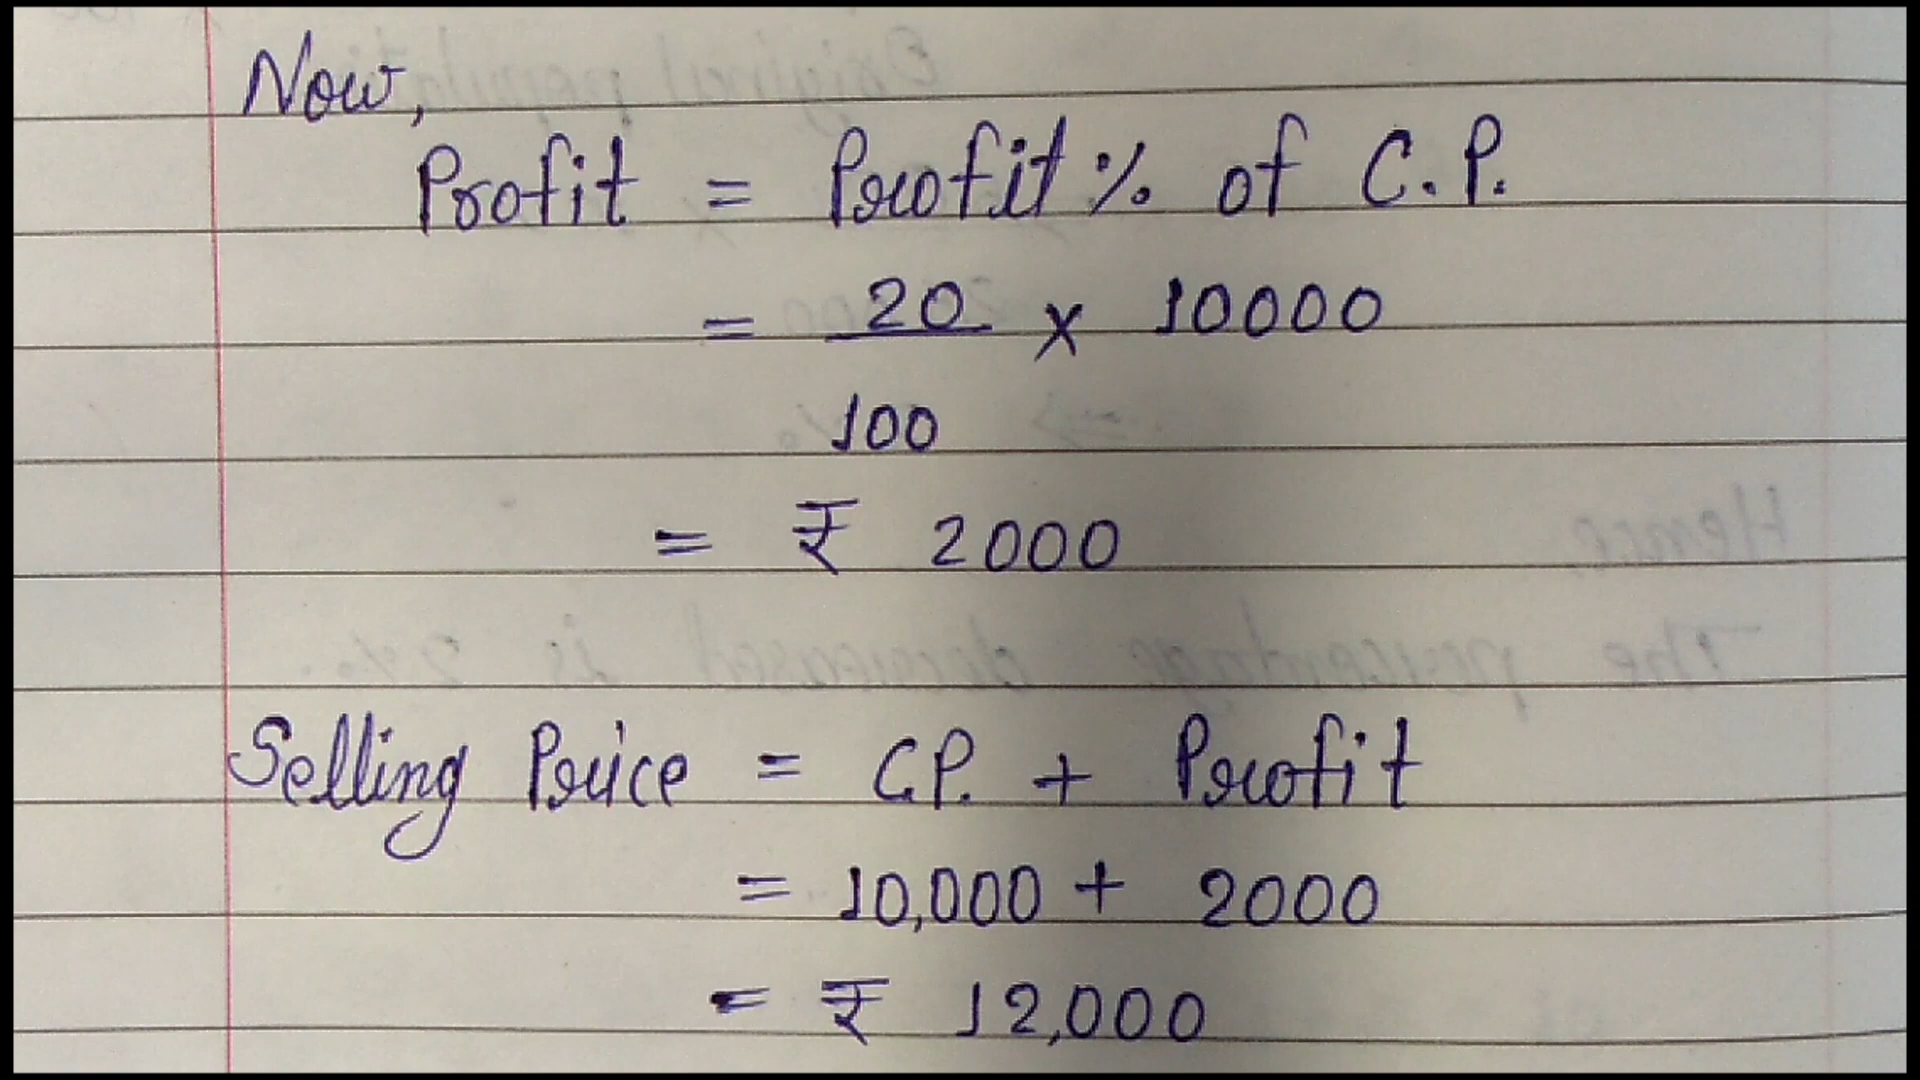 Now,
Profit = Profit % of C.P.
= 20 × 10000
100
= ₹ 2000
Selling Price = C.P. + Profit
= 10,000 + 2000
= ₹ 12,000